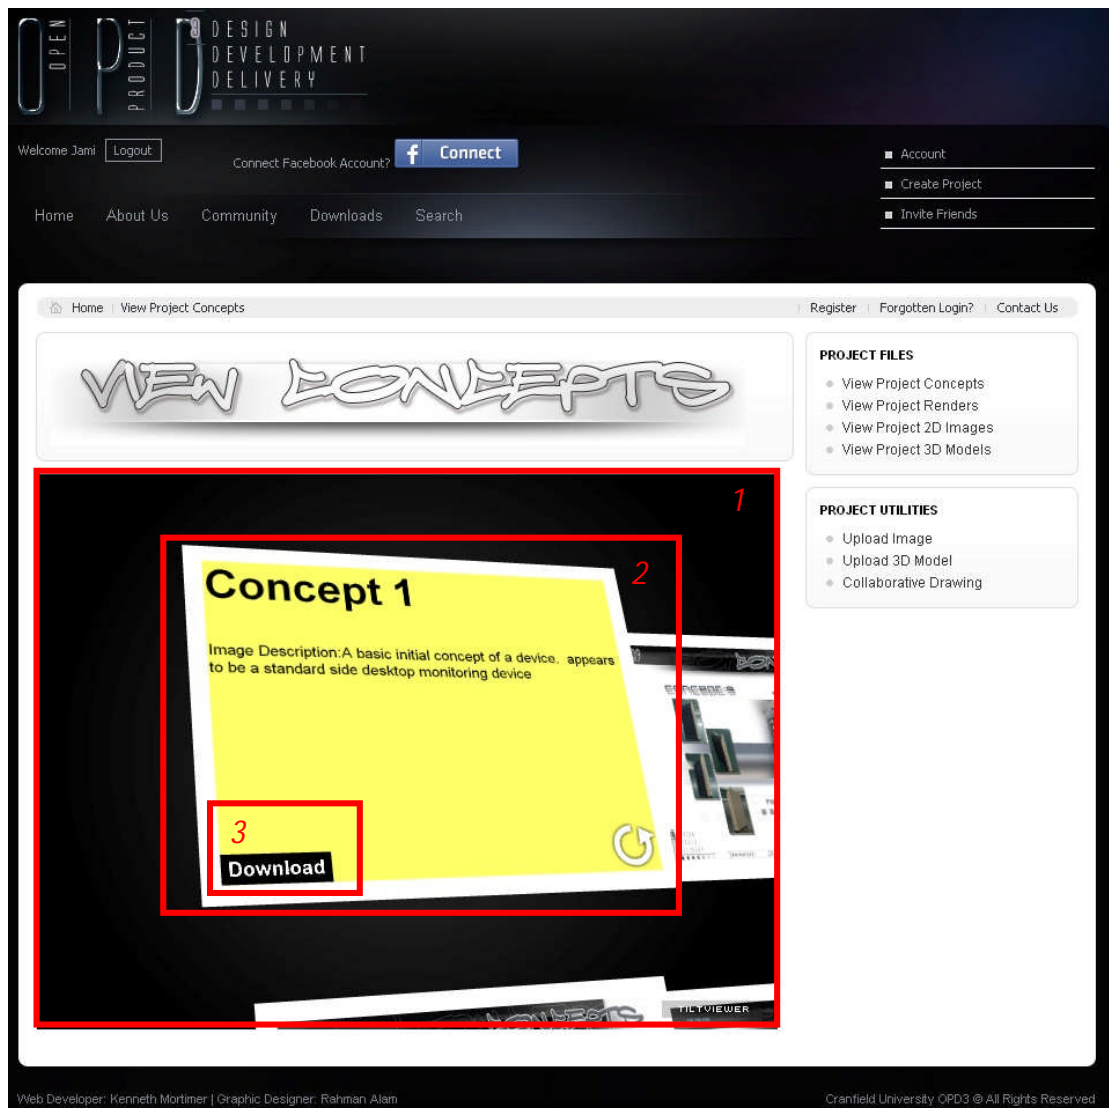 OPEN PRODUCT D3 DESIGN
DEVELOPMENT
DELIVERY
Welcome Jami Logout
Connect Facebook Account? f Connect
Account
Create Project
Invite Friends
Home About Us Community Downloads Search
Home View Project Concepts
Register Forgotten Login? Contact Us
VIEW CONCEPTS
PROJECT FILES
View Project Concepts
View Project Renders
View Project 2D Images
View Project 3D Models
PROJECT UTILITIES
Upload Image
Upload 3D Model
Collaborative Drawing
1
2
Concept 1
Image Description:A basic initial concept of a device, appears
to be a standard side desktop monitoring device
3
Download
CONCEPTS
TILTVIEWER
Web Developer: Kenneth Mortimer | Graphic Designer: Rahman Alam
Cranfield University OPD3 @ All Rights Reserved